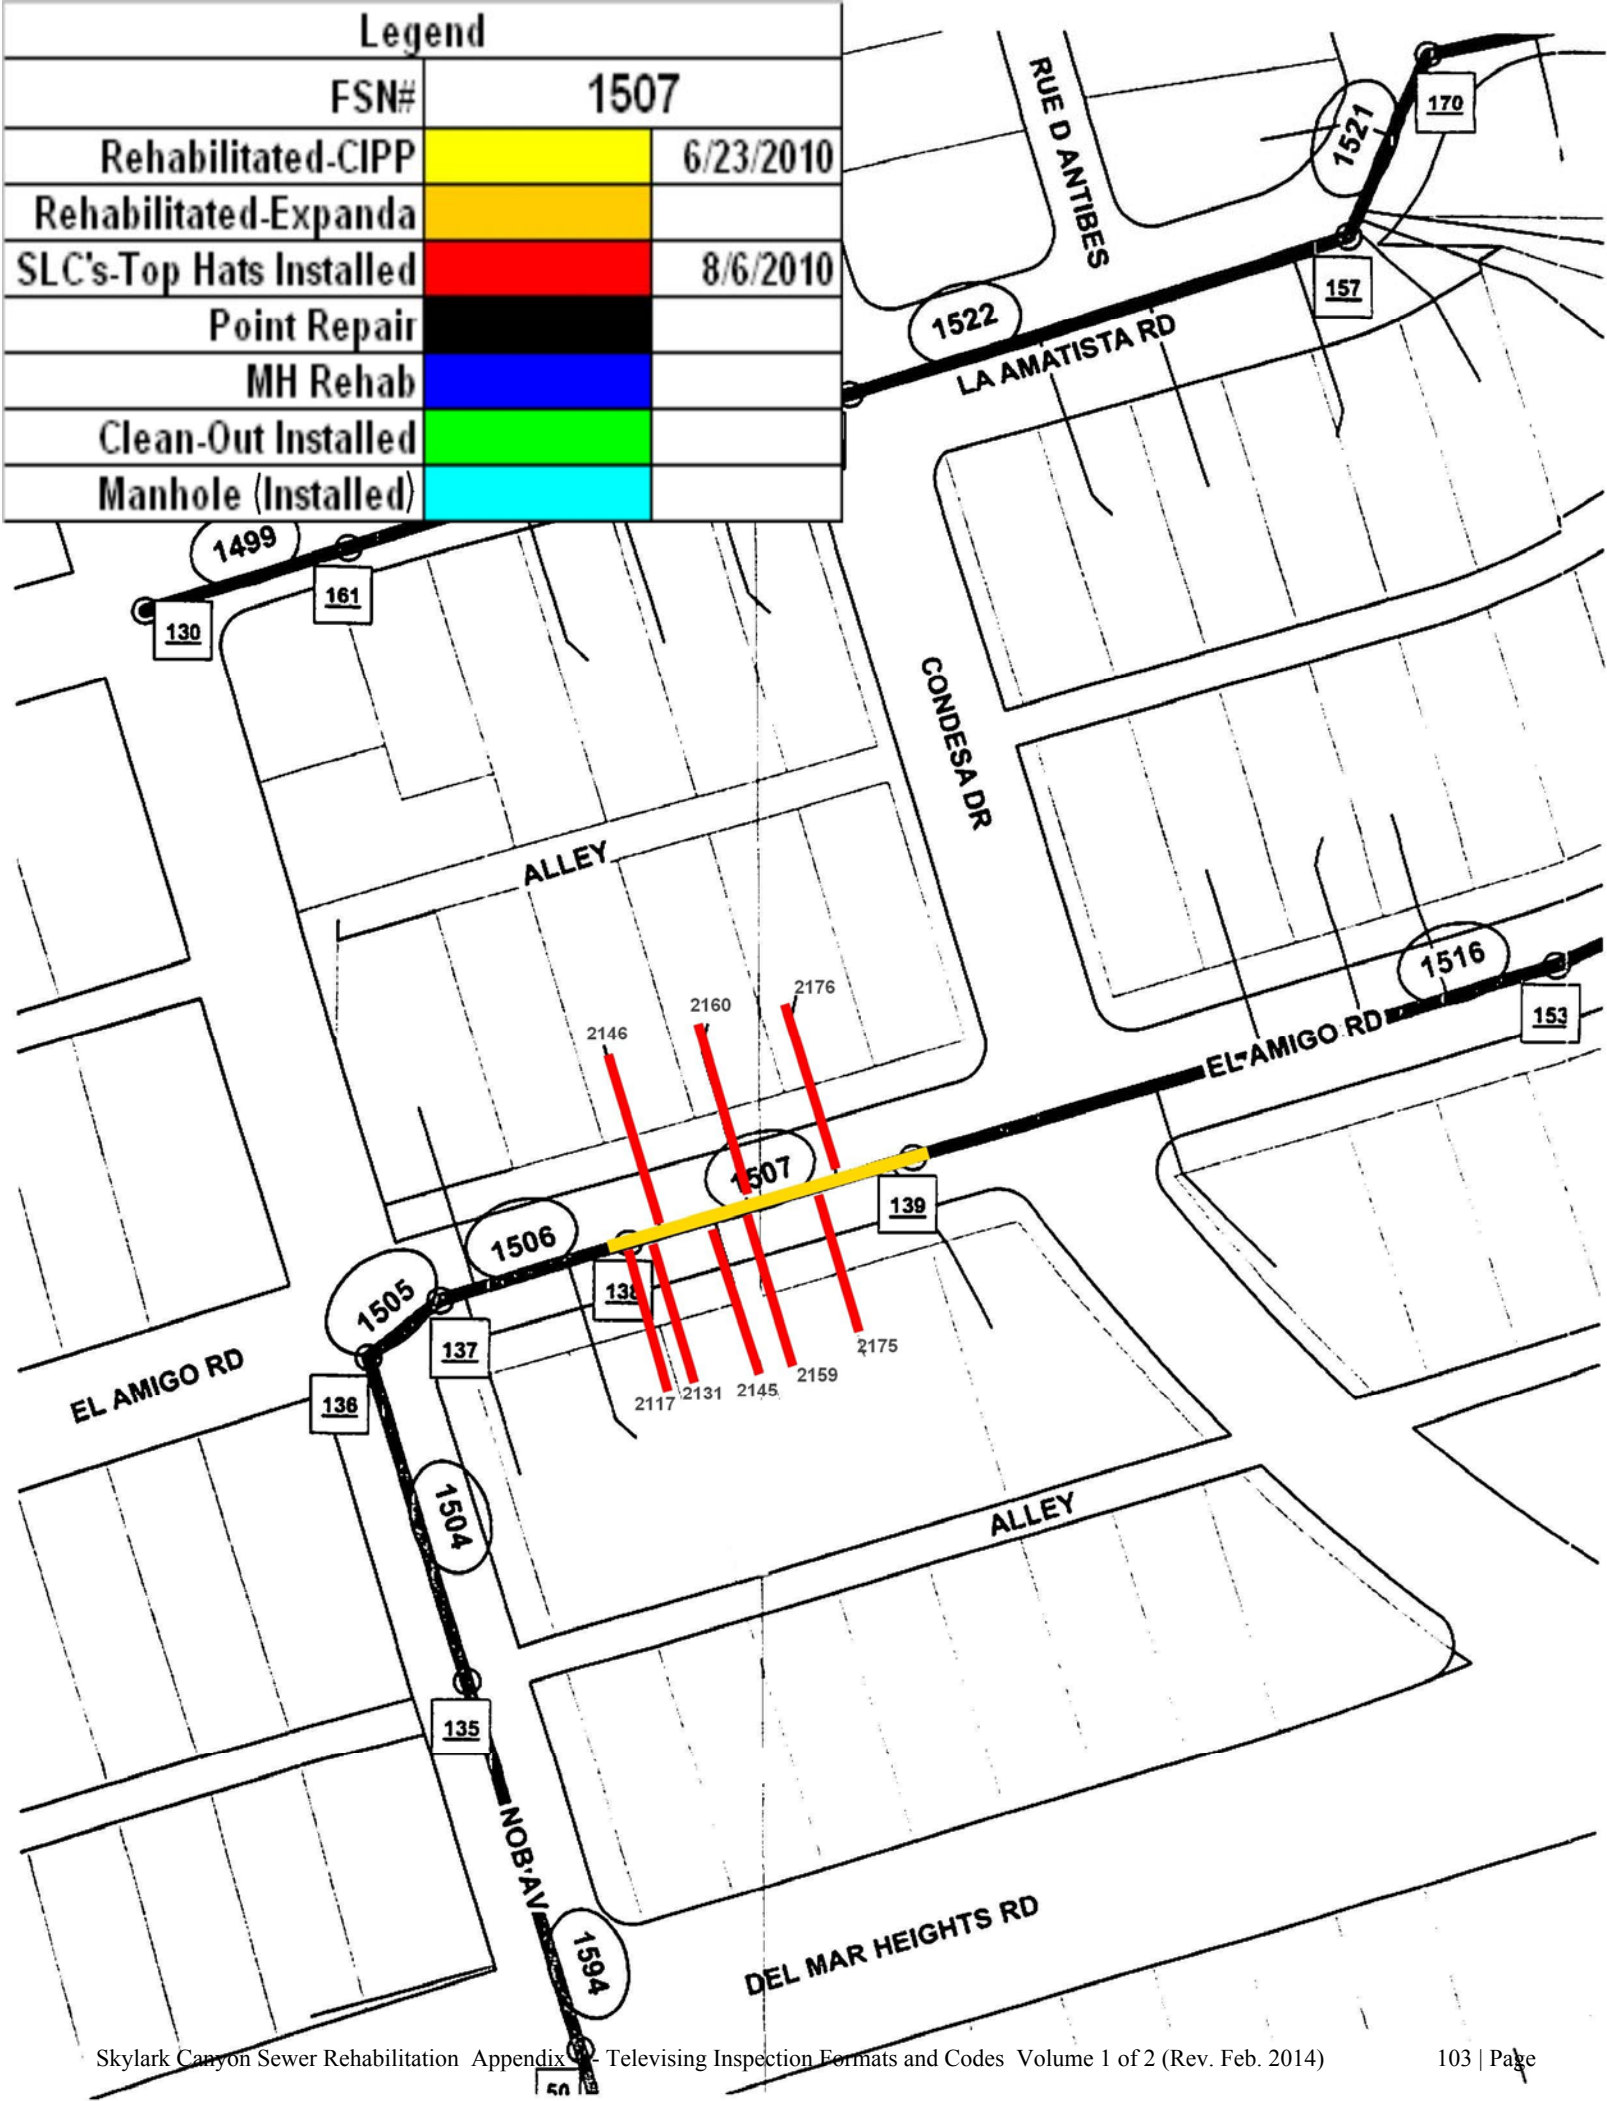 Legend
FSN# 1507
Rehabilitated-CIPP 6/23/2010
Rehabilitated-Expanda
SLC's-Top Hats Installed 8/6/2010
Point Repair
MH Rehab
Clean-Out Installed
Manhole (Installed)
RUE D ANTIBES
1521
170
157
1522
LA AMATISTA RD
1499
161
130
CONDESA DR
ALLEY
1516
153
EL AMIGO RD
2176
2160
2146
1507
139
1506
138
1505
137
136
EL AMIGO RD
2175
2159
2145
2131
2117
1504
ALLEY
135
NOB AV
1594
DEL MAR HEIGHTS RD
50
Skylark Canyon Sewer Rehabilitation Appendix - Televising Inspection Formats and Codes Volume 1 of 2 (Rev. Feb. 2014) 103 | Page